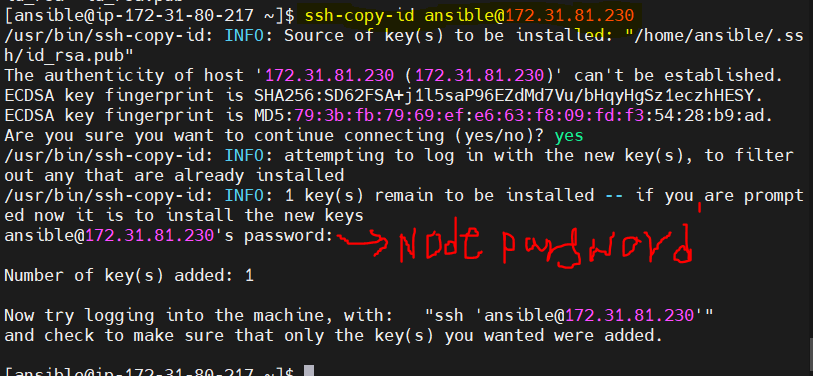 [ansible@ip-172-31-80-217 ~]$ ssh-copy-id ansible@172.31.81.230
/usr/bin/ssh-copy-id: INFO: Source of key(s) to be installed: "/home/ansible/.ss
h/id_rsa.pub"
The authenticity of host '172.31.81.230 (172.31.81.230)' can't be established.
ECDSA key fingerprint is SHA256:SD62FSA+j1l5saP96EZdMd7Vu/bHqyHgSz1eczhHESY.
ECDSA key fingerprint is MD5:79:3b:fb:79:69:ef:e6:63:f8:09:fd:f3:54:28:b9:ad.
Are you sure you want to continue connecting (yes/no)? yes
/usr/bin/ssh-copy-id: INFO: attempting to log in with the new key(s), to filter
out any that are already installed
/usr/bin/ssh-copy-id: INFO: 1 key(s) remain to be installed -- if you are prompt
ed now it is to install the new keys
ansible@172.31.81.230's password: Node password
Number of key(s) added: 1
Now try logging into the machine, with:   "ssh 'ansible@172.31.81.230'"
and check to make sure that only the key(s) you wanted were added.
[ansible@ip-172-31-80-217 ~]$